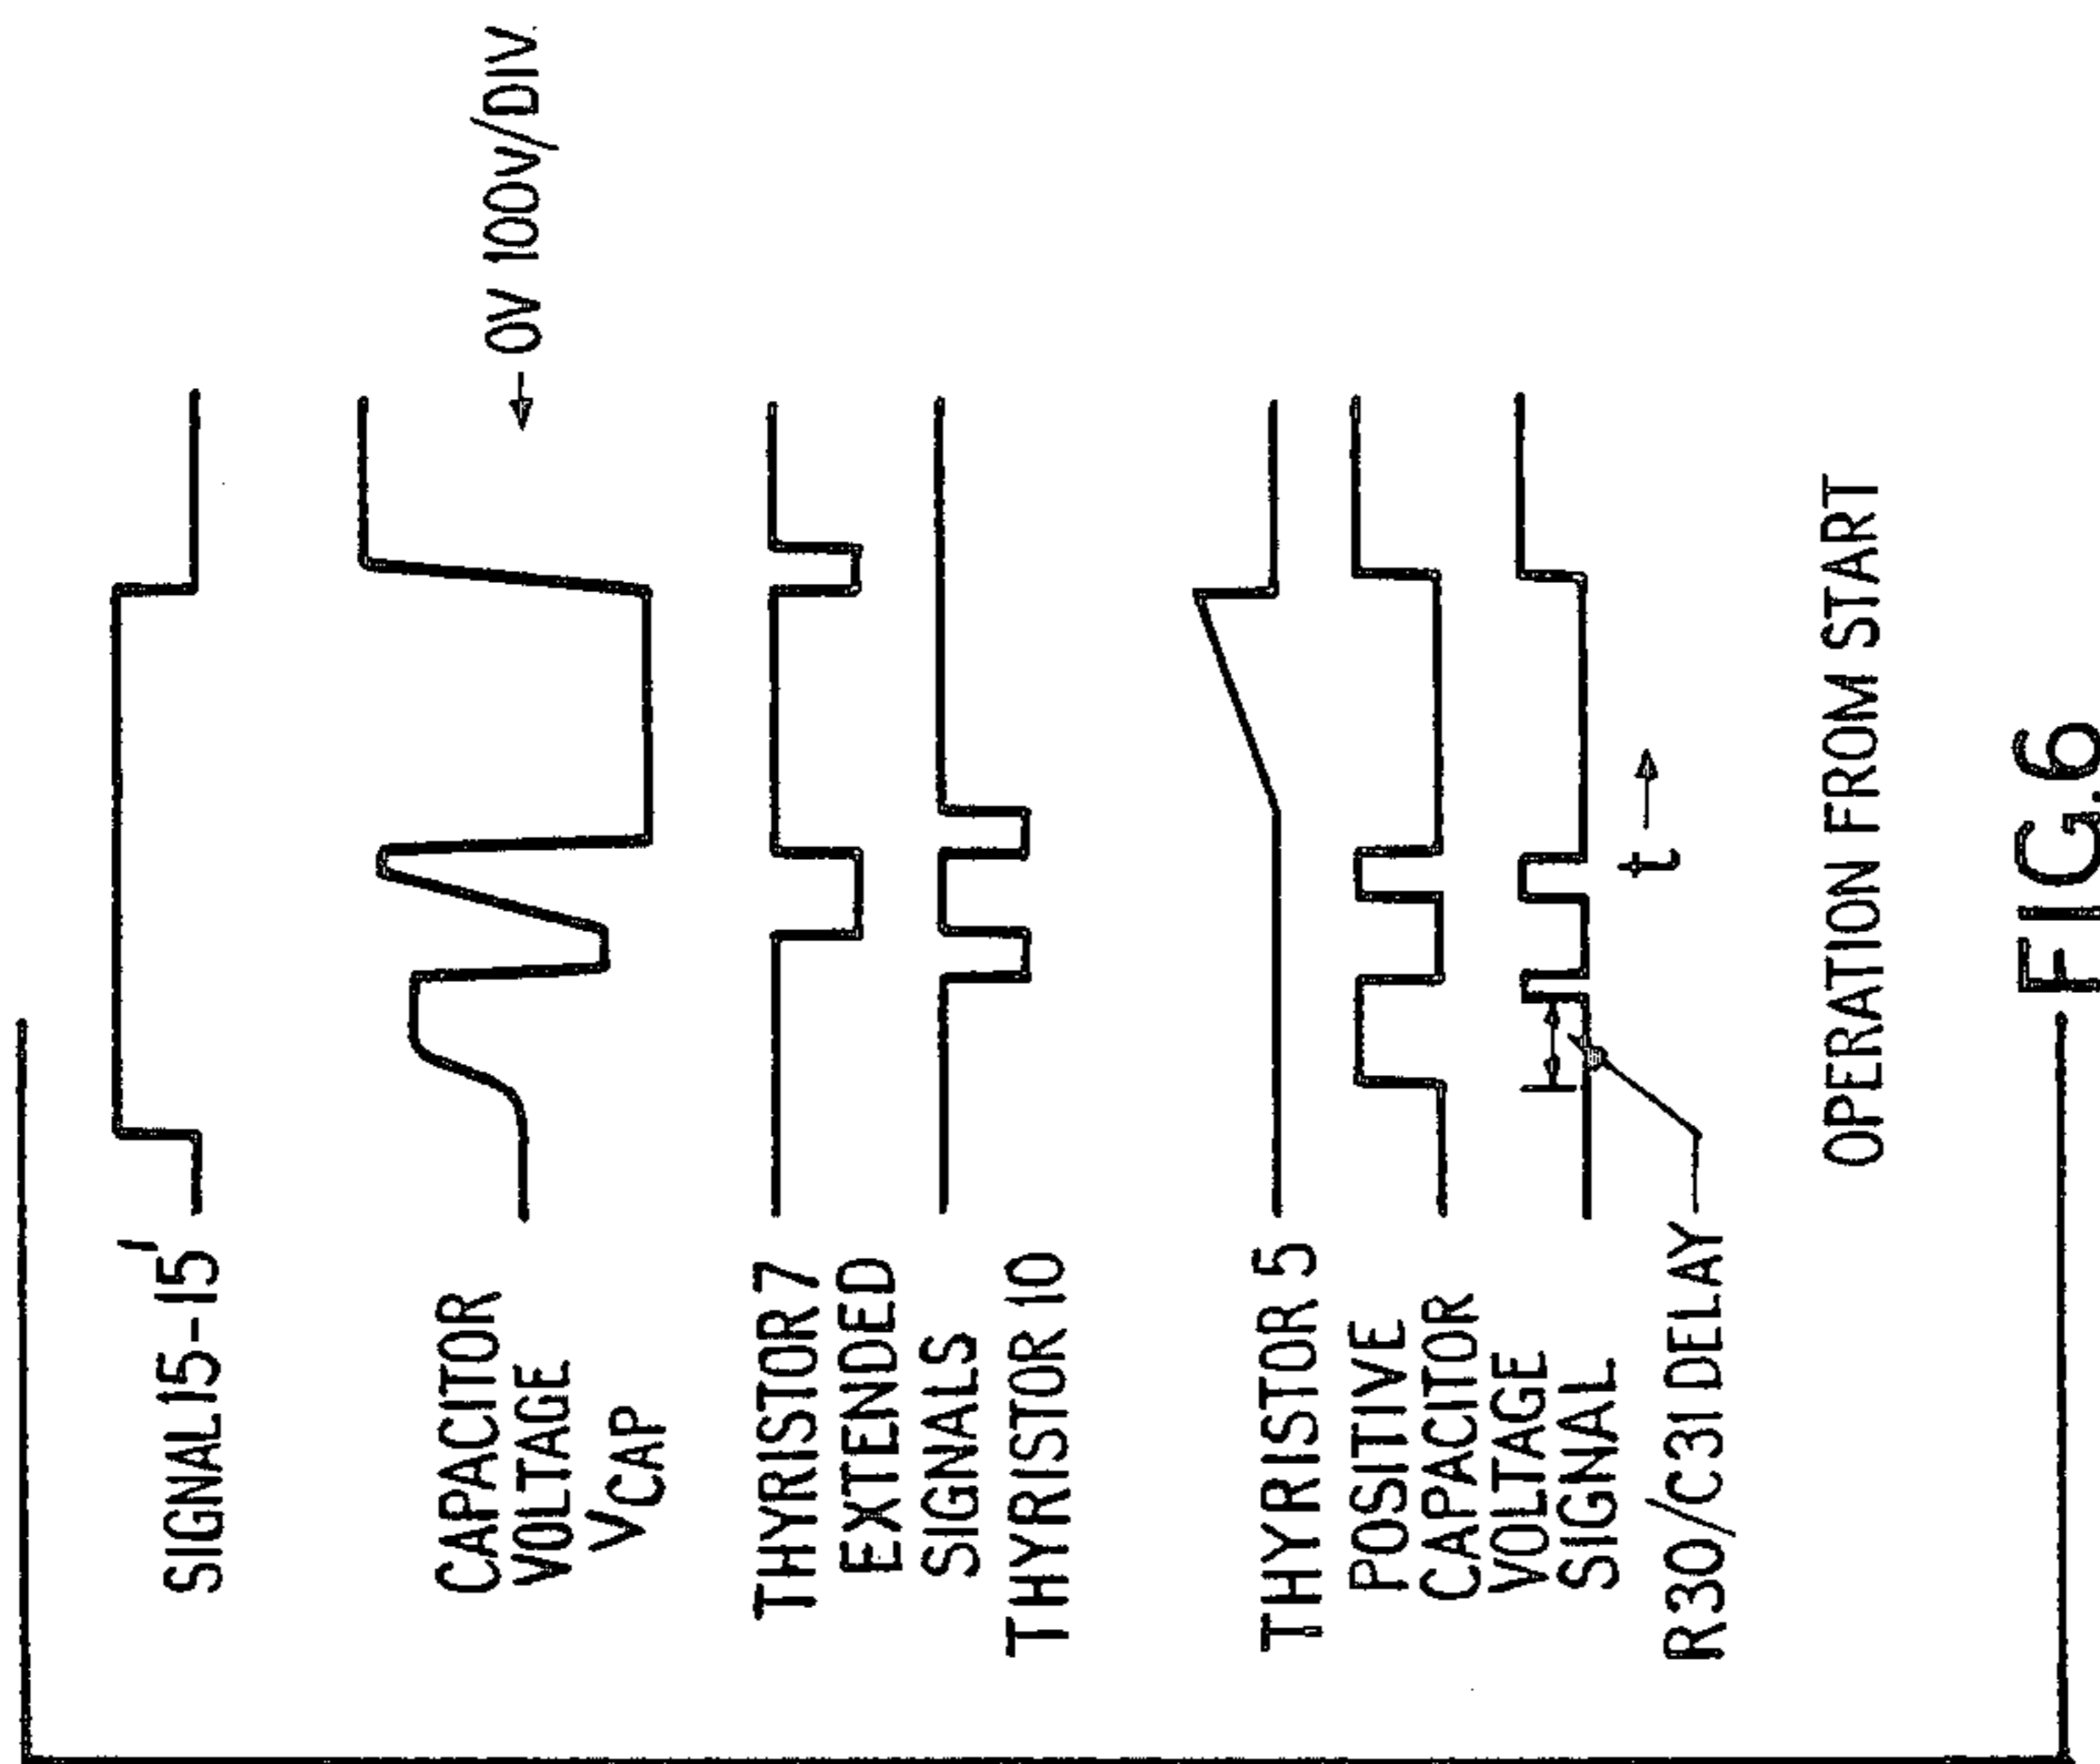 SIGNAL 15-15'
CAPACITOR
VOLTAGE
VCAP
← 0V 100V/DIV.
THYRISTOR 7
EXTENDED
SIGNALS
THYRISTOR 10
THYRISTOR 5
POSITIVE
CAPACITOR
VOLTAGE
SIGNAL
R30/C31 DELAY
t →
OPERATION FROM START
FIG.6